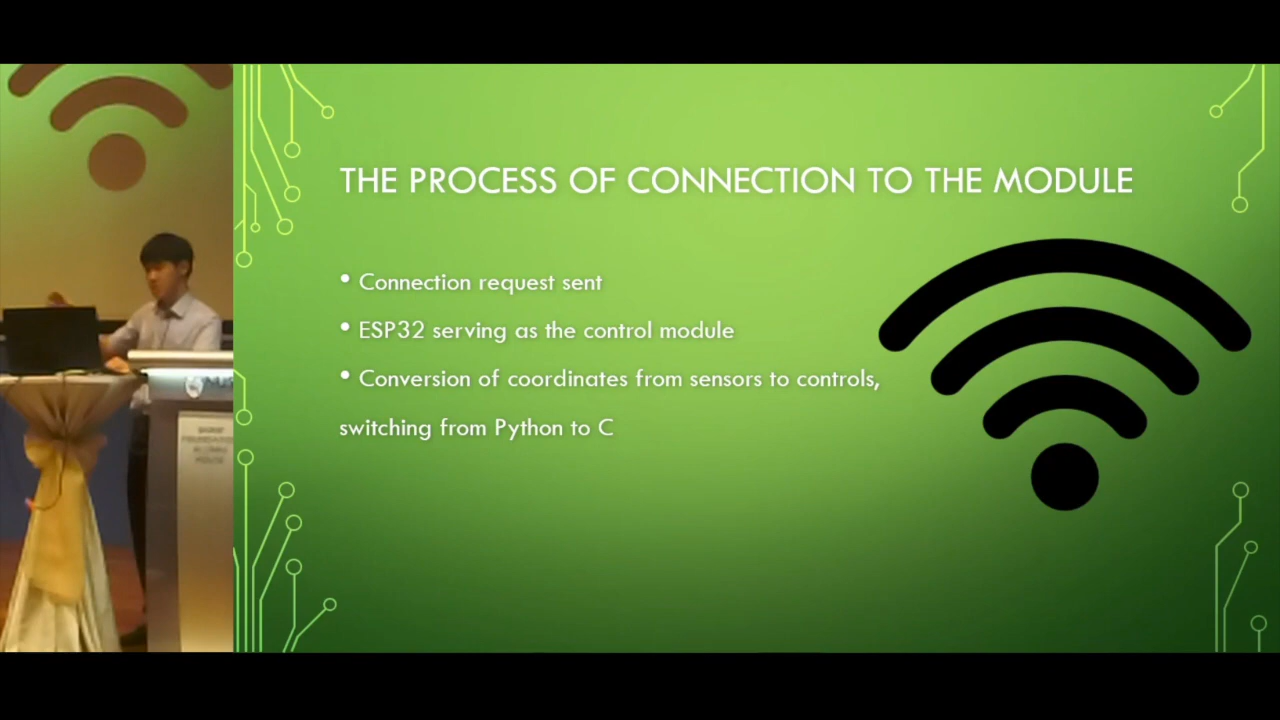 THE PROCESS OF CONNECTION TO THE MODULE
• Connection request sent
• ESP32 serving as the control module
• Conversion of coordinates from sensors to controls,
switching from Python to C